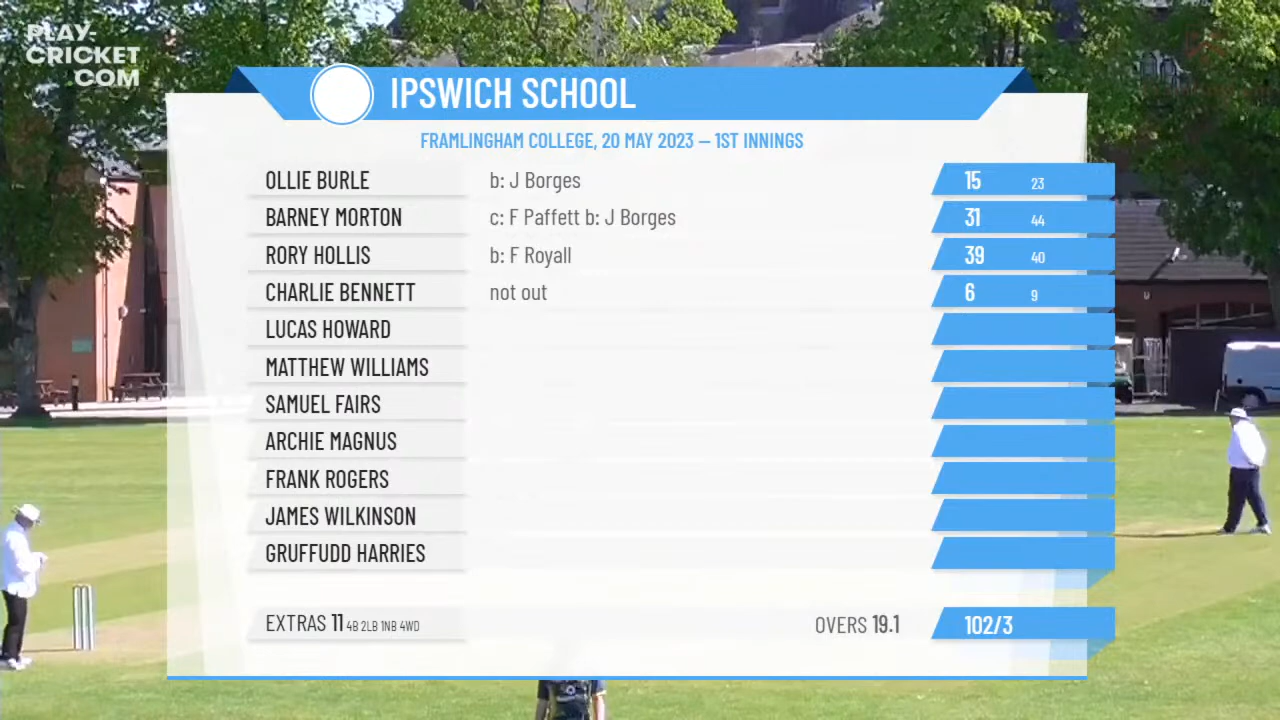 PLAY-
CRICKET
COM
IPSWICH SCHOOL
FRAMLINGHAM COLLEGE, 20 MAY 2023 – 1ST INNINGS
OLLIE BURLE b: J Borges 15 23
BARNEY MORTON c: F Paffett b: J Borges 31 44
RORY HOLLIS b: F Royall 39 40
CHARLIE BENNETT not out 6 9
LUCAS HOWARD
MATTHEW WILLIAMS
SAMUEL FAIRS
ARCHIE MAGNUS
FRANK ROGERS
JAMES WILKINSON
GRUFFUDD HARRIES
EXTRAS 11 4B 2LB 1NB 4WD OVERS 19.1 102/3